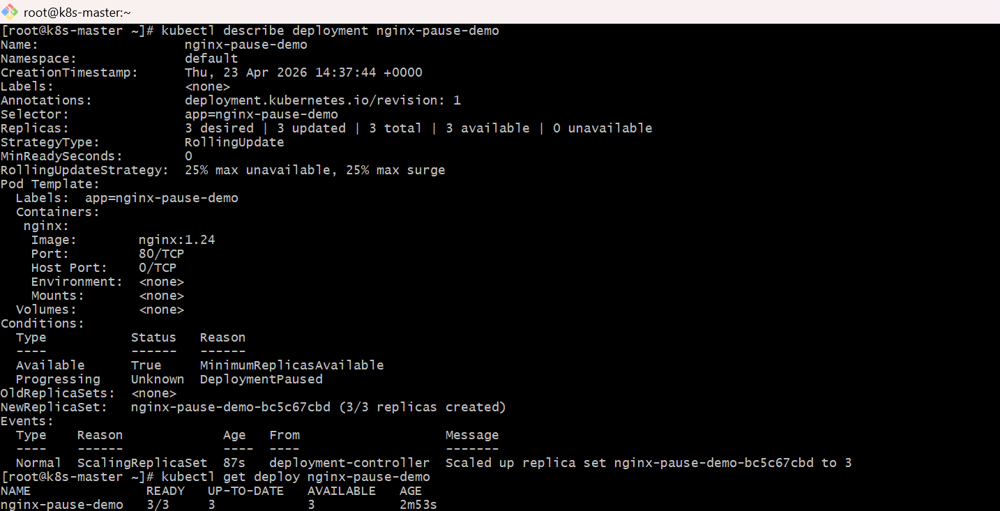 root@k8s-master:~
[root@k8s-master ~]# kubectl describe deployment nginx-pause-demo
Name:                   nginx-pause-demo
Namespace:              default
CreationTimestamp:      Thu, 23 Apr 2026 14:37:44 +0000
Labels:                 <none>
Annotations:            deployment.kubernetes.io/revision: 1
Selector:               app=nginx-pause-demo
Replicas:               3 desired | 3 updated | 3 total | 3 available | 0 unavailable
StrategyType:           RollingUpdate
MinReadySeconds:        0
RollingUpdateStrategy:  25% max unavailable, 25% max surge
Pod Template:
  Labels:  app=nginx-pause-demo
  Containers:
   nginx:
    Image:        nginx:1.24
    Port:         80/TCP
    Host Port:    0/TCP
    Environment:  <none>
    Mounts:       <none>
  Volumes:        <none>
Conditions:
  Type           Status   Reason
  ----           ------   ------
  Available      True     MinimumReplicasAvailable
  Progressing    Unknown  DeploymentPaused
OldReplicaSets:  <none>
NewReplicaSet:   nginx-pause-demo-bc5c67cbd (3/3 replicas created)
Events:
  Type    Reason             Age   From                   Message
  ----    ------             ----  ----                   -------
  Normal  ScalingReplicaSet  87s   deployment-controller  Scaled up replica set nginx-pause-demo-bc5c67cbd to 3
[root@k8s-master ~]# kubectl get deploy nginx-pause-demo
NAME               READY   UP-TO-DATE   AVAILABLE   AGE
nginx-pause-demo   3/3     3            3           2m53s